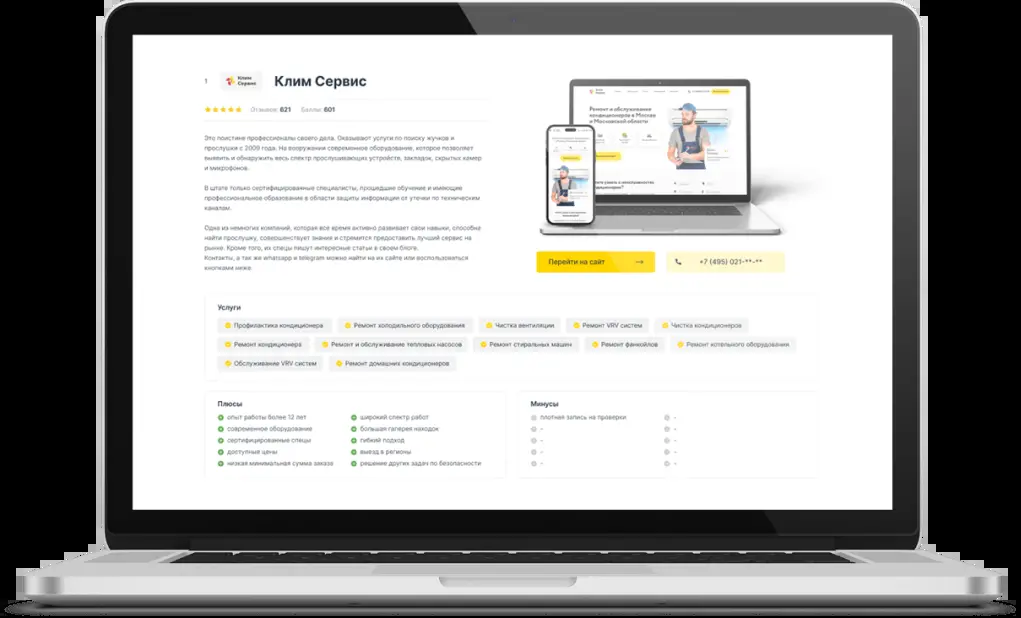 1
Клим
Сервис
Клим Сервис
Отзывов: 621
Баллы: 601
Это поистине профессионалы своего дела. Оказывают услуги по поиску жучков и
прослушки с 2009 года. На вооружении современное оборудование, которое позволяет
выявить и обнаружить весь спектр прослушивающих устройств, закладок, скрытых камер
и микрофонов.
В штате только сертифицированные специалисты, прошедшие обучение и имеющие
профессиональное образование в области защиты информации от утечки по техническим
каналам.
Одна из немногих компаний, которая все время активно развивает свои навыки, способна
найти прослушку, совершенствует знание и стремится предоставить лучший сервис на
рынке. Кроме того, их спецы пишут интересные статьи в своем блоге.
Контакты, а так же whatsapp и telegram можно найти на их сайте или воспользоваться
кнопками ниже.
Ремонт и обслуживание
кондиционеров в Москве
и Московской области
Перейти на сайт →
+7 (495) 021-**-**
Услуги
Профилактика кондиционера
Ремонт холодильного оборудования
Чистка вентиляции
Ремонт VRV систем
Чистка кондиционеров
Ремонт кондиционера
Ремонт и обслуживание тепловых насосов
Ремонт стиральных машин
Ремонт фанкойлов
Ремонт котельного оборудования
Обслуживание VRV систем
Ремонт домашних кондиционеров
Плюсы
опыт работы более 12 лет
современное оборудование
сертифицированные спецы
доступные цены
низкая минимальная сумма заказа
широкий спектр работ
большая галерея находок
гибкий подход
выезд в регионы
решение других задач по безопасности
Минусы
плотная запись на проверки
-
-
-
-
-
-
-
-
-